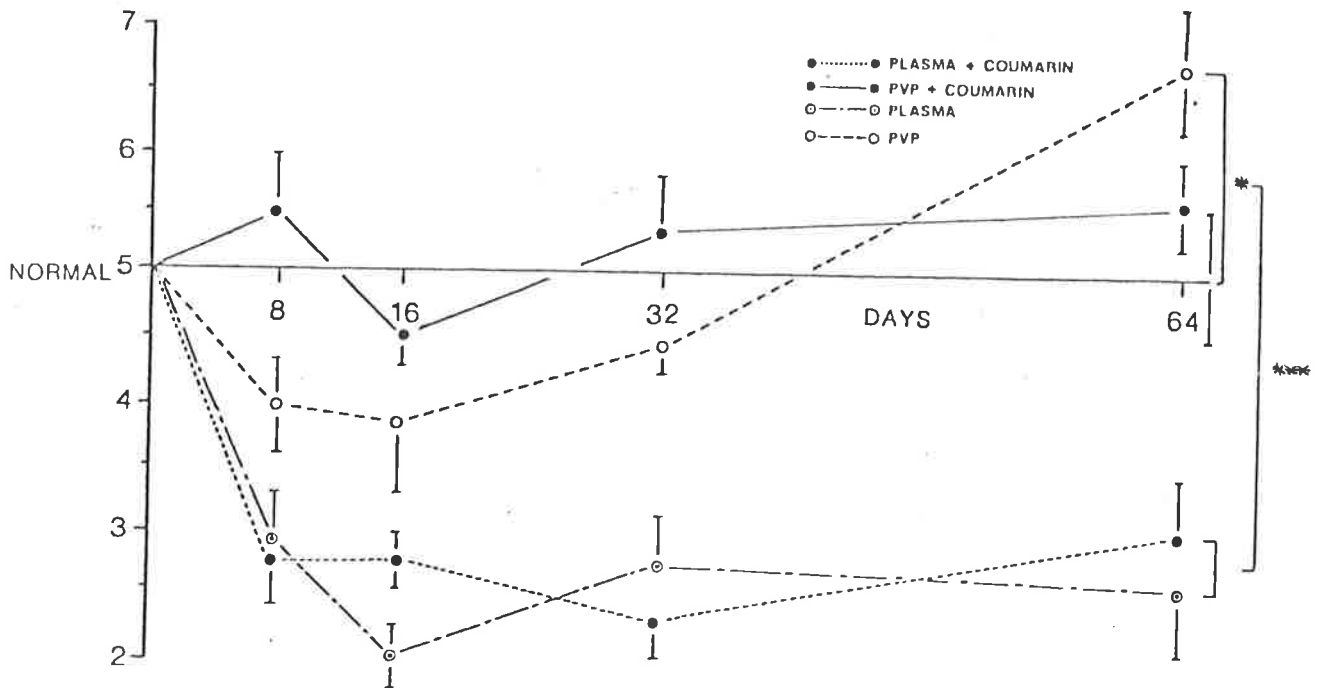 7
PLASMA + COUMARIN
PVP + COUMARIN
PLASMA
PVP
6
*
NORMAL 5
8 16 32 DAYS 64
***
4
3
2